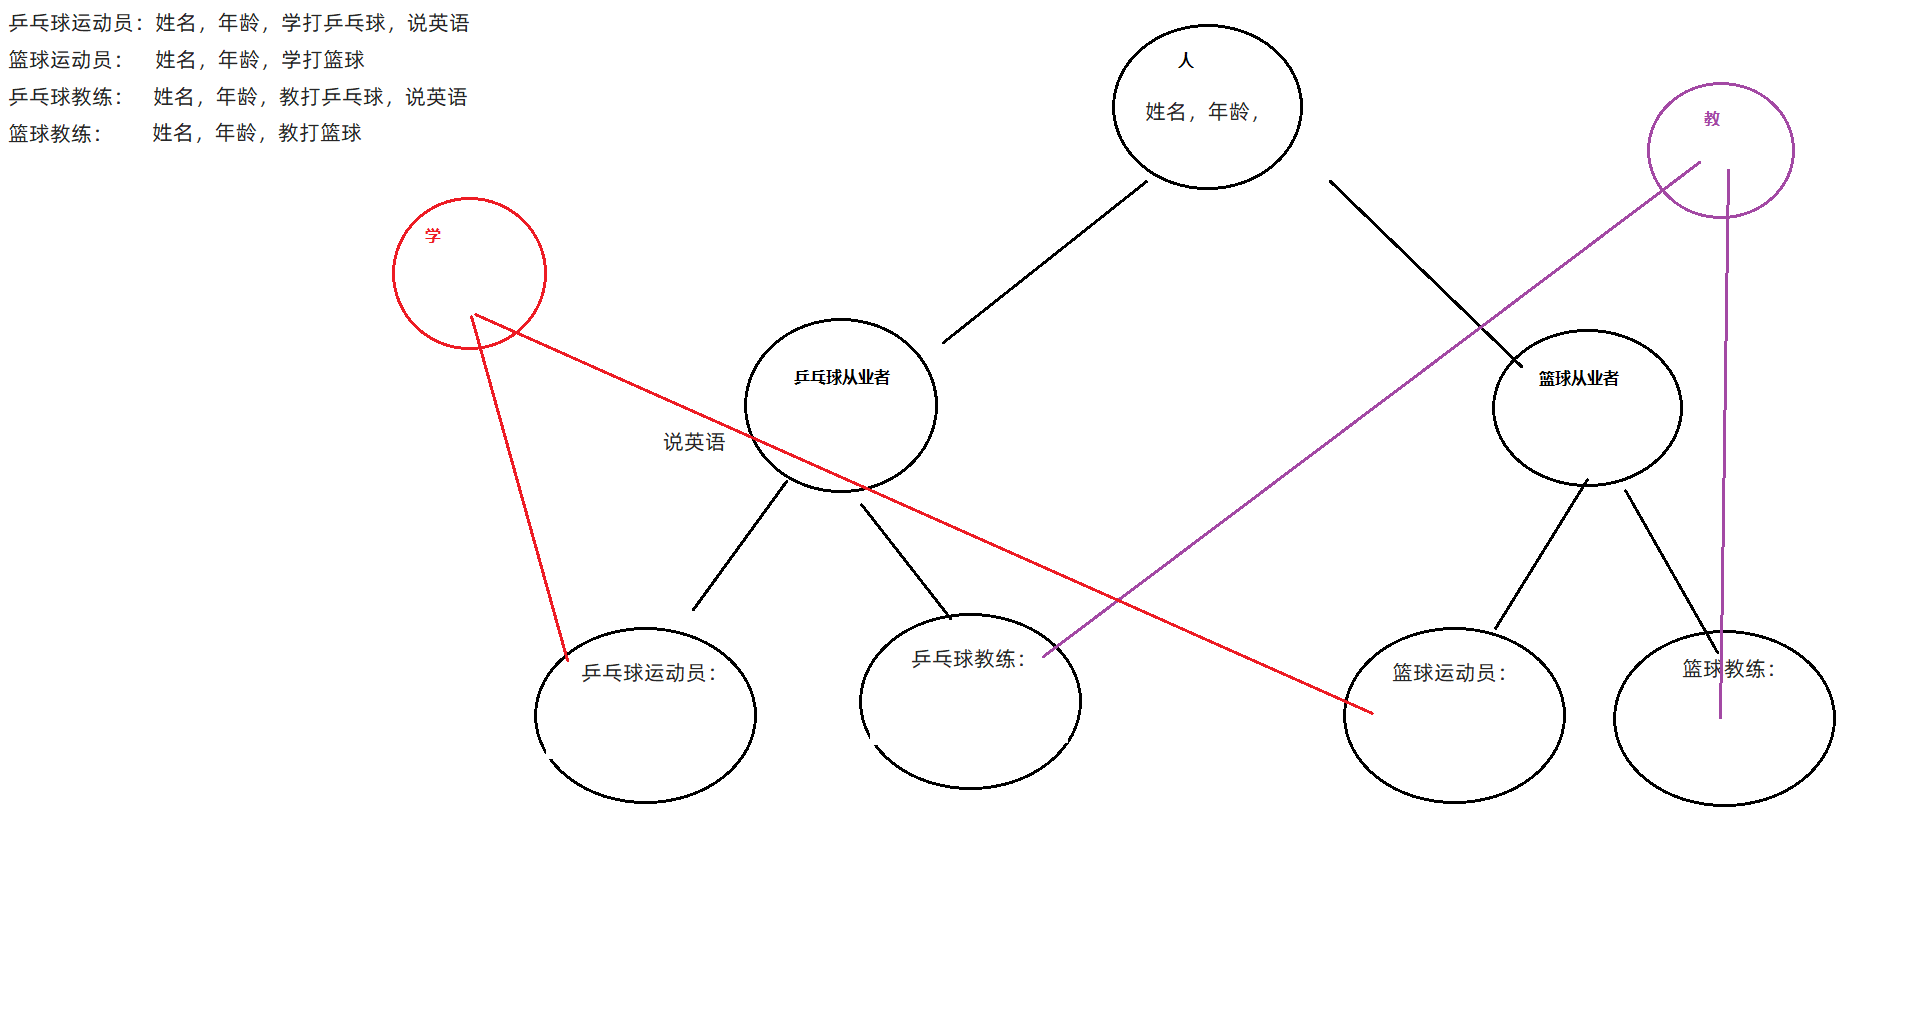 乒乓球运动员：姓名，年龄，学打乒乓球，说英语
篮球运动员： 姓名，年龄，学打篮球
乒乓球教练： 姓名，年龄，教打乒乓球，说英语
篮球教练： 姓名，年龄，教打篮球
人
姓名，年龄，
教
学
乒乓球从业者
篮球从业者
说英语
乒乓球运动员：
乒乓球教练：
篮球运动员：
篮球教练：